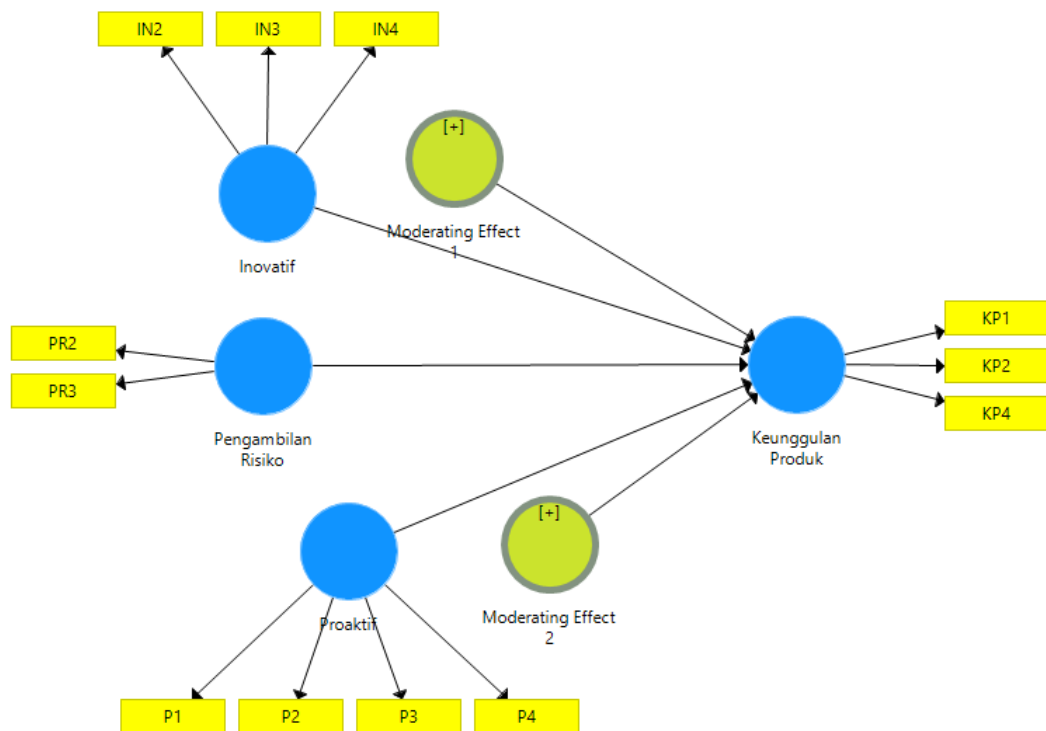 IN2
IN3
IN4
[+]
Moderating Effect
1
Inovatif
PR2
PR3
Pengambilan
Risiko
KP1
KP2
KP4
Keunggulan
Produk
[+]
Moderating Effect
2
Proaktif
P1
P2
P3
P4